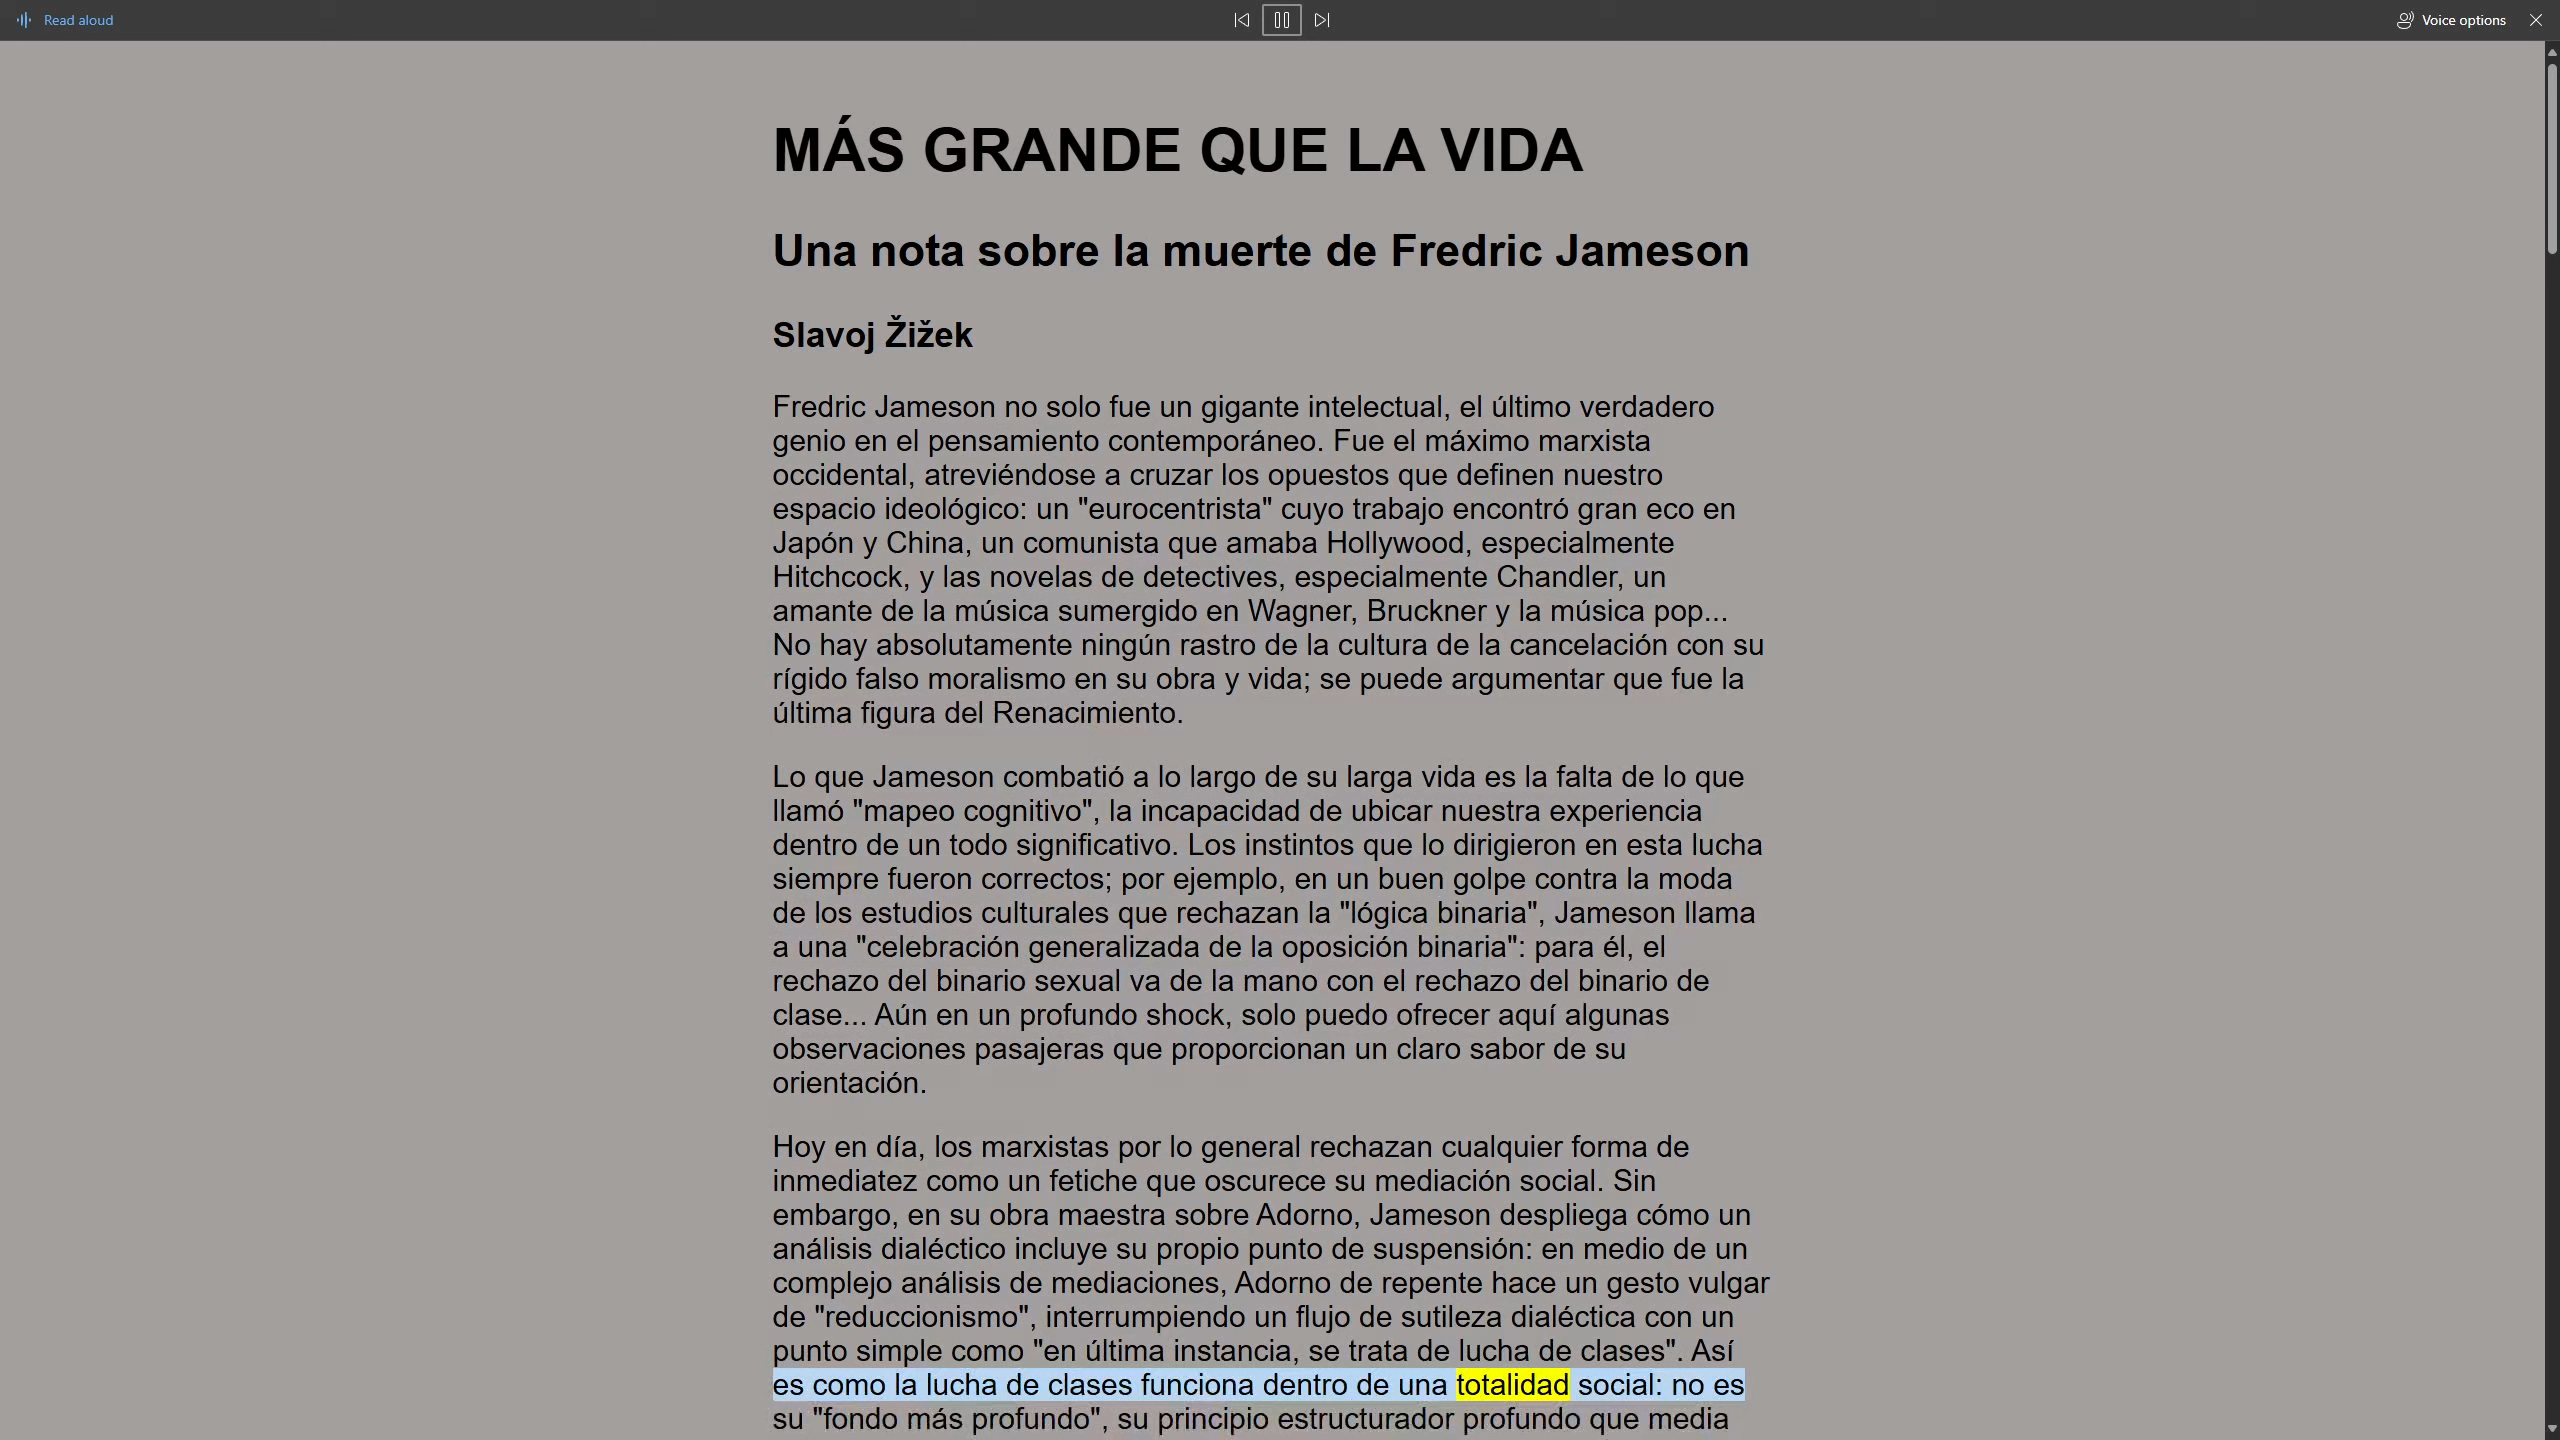 Read aloud
Voice options
MÁS GRANDE QUE LA VIDA
Una nota sobre la muerte de Fredric Jameson
Slavoj Žižek
Fredric Jameson no solo fue un gigante intelectual, el último verdadero
genio en el pensamiento contemporáneo. Fue el máximo marxista
occidental, atreviéndose a cruzar los opuestos que definen nuestro
espacio ideológico: un "eurocentrista" cuyo trabajo encontró gran eco en
Japón y China, un comunista que amaba Hollywood, especialmente
Hitchcock, y las novelas de detectives, especialmente Chandler, un
amante de la música sumergido en Wagner, Bruckner y la música pop...
No hay absolutamente ningún rastro de la cultura de la cancelación con su
rígido falso moralismo en su obra y vida; se puede argumentar que fue la
última figura del Renacimiento.
Lo que Jameson combatió a lo largo de su larga vida es la falta de lo que
llamó "mapeo cognitivo", la incapacidad de ubicar nuestra experiencia
dentro de un todo significativo. Los instintos que lo dirigieron en esta lucha
siempre fueron correctos; por ejemplo, en un buen golpe contra la moda
de los estudios culturales que rechazan la "lógica binaria", Jameson llama
a una "celebración generalizada de la oposición binaria": para él, el
rechazo del binario sexual va de la mano con el rechazo del binario de
clase... Aún en un profundo shock, solo puedo ofrecer aquí algunas
observaciones pasajeras que proporcionan un claro sabor de su
orientación.
Hoy en día, los marxistas por lo general rechazan cualquier forma de
inmediatez como un fetiche que oscurece su mediación social. Sin
embargo, en su obra maestra sobre Adorno, Jameson despliega cómo un
análisis dialéctico incluye su propio punto de suspensión: en medio de un
complejo análisis de mediaciones, Adorno de repente hace un gesto vulgar
de "reduccionismo", interrumpiendo un flujo de sutileza dialéctica con un
punto simple como "en última instancia, se trata de lucha de clases". Así
es como la lucha de clases funciona dentro de una totalidad social: no es
su "fondo más profundo", su principio estructurador profundo que media